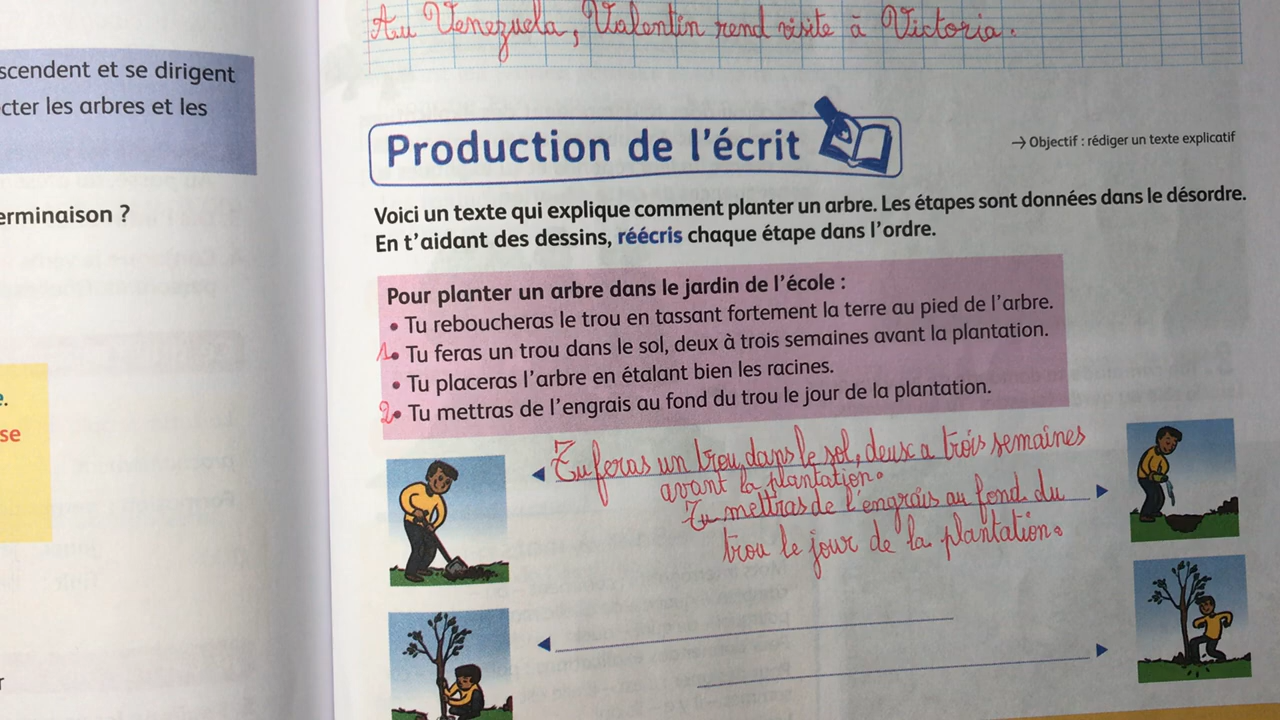 Au Venezuela, Valentin rend visite à Victoria.
scendent et se dirigent
cter les arbres et les
erminaison ?
e.
se
r
Production de l'écrit
→ Objectif : rédiger un texte explicatif
Voici un texte qui explique comment planter un arbre. Les étapes sont données dans le désordre.
En t'aidant des dessins, réécris chaque étape dans l'ordre.
Pour planter un arbre dans le jardin de l'école :
• Tu reboucheras le trou en tassant fortement la terre au pied de l'arbre.
1. • Tu feras un trou dans le sol, deux à trois semaines avant la plantation.
• Tu placeras l'arbre en étalant bien les racines.
2. • Tu mettras de l'engrais au fond du trou le jour de la plantation.
Tu feras un trou dans le sol, deux a trois semaines
avant la plantation.
Tu mettras de l'engrais au fond du
trou le jour de la plantation.